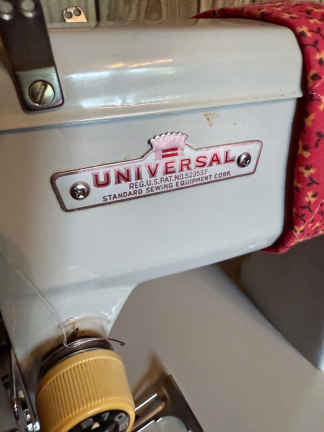 UNIVERSAL
REG.U.S.PAT.NO.523537
STANDARD SEWING EQUIPMENT CORP.